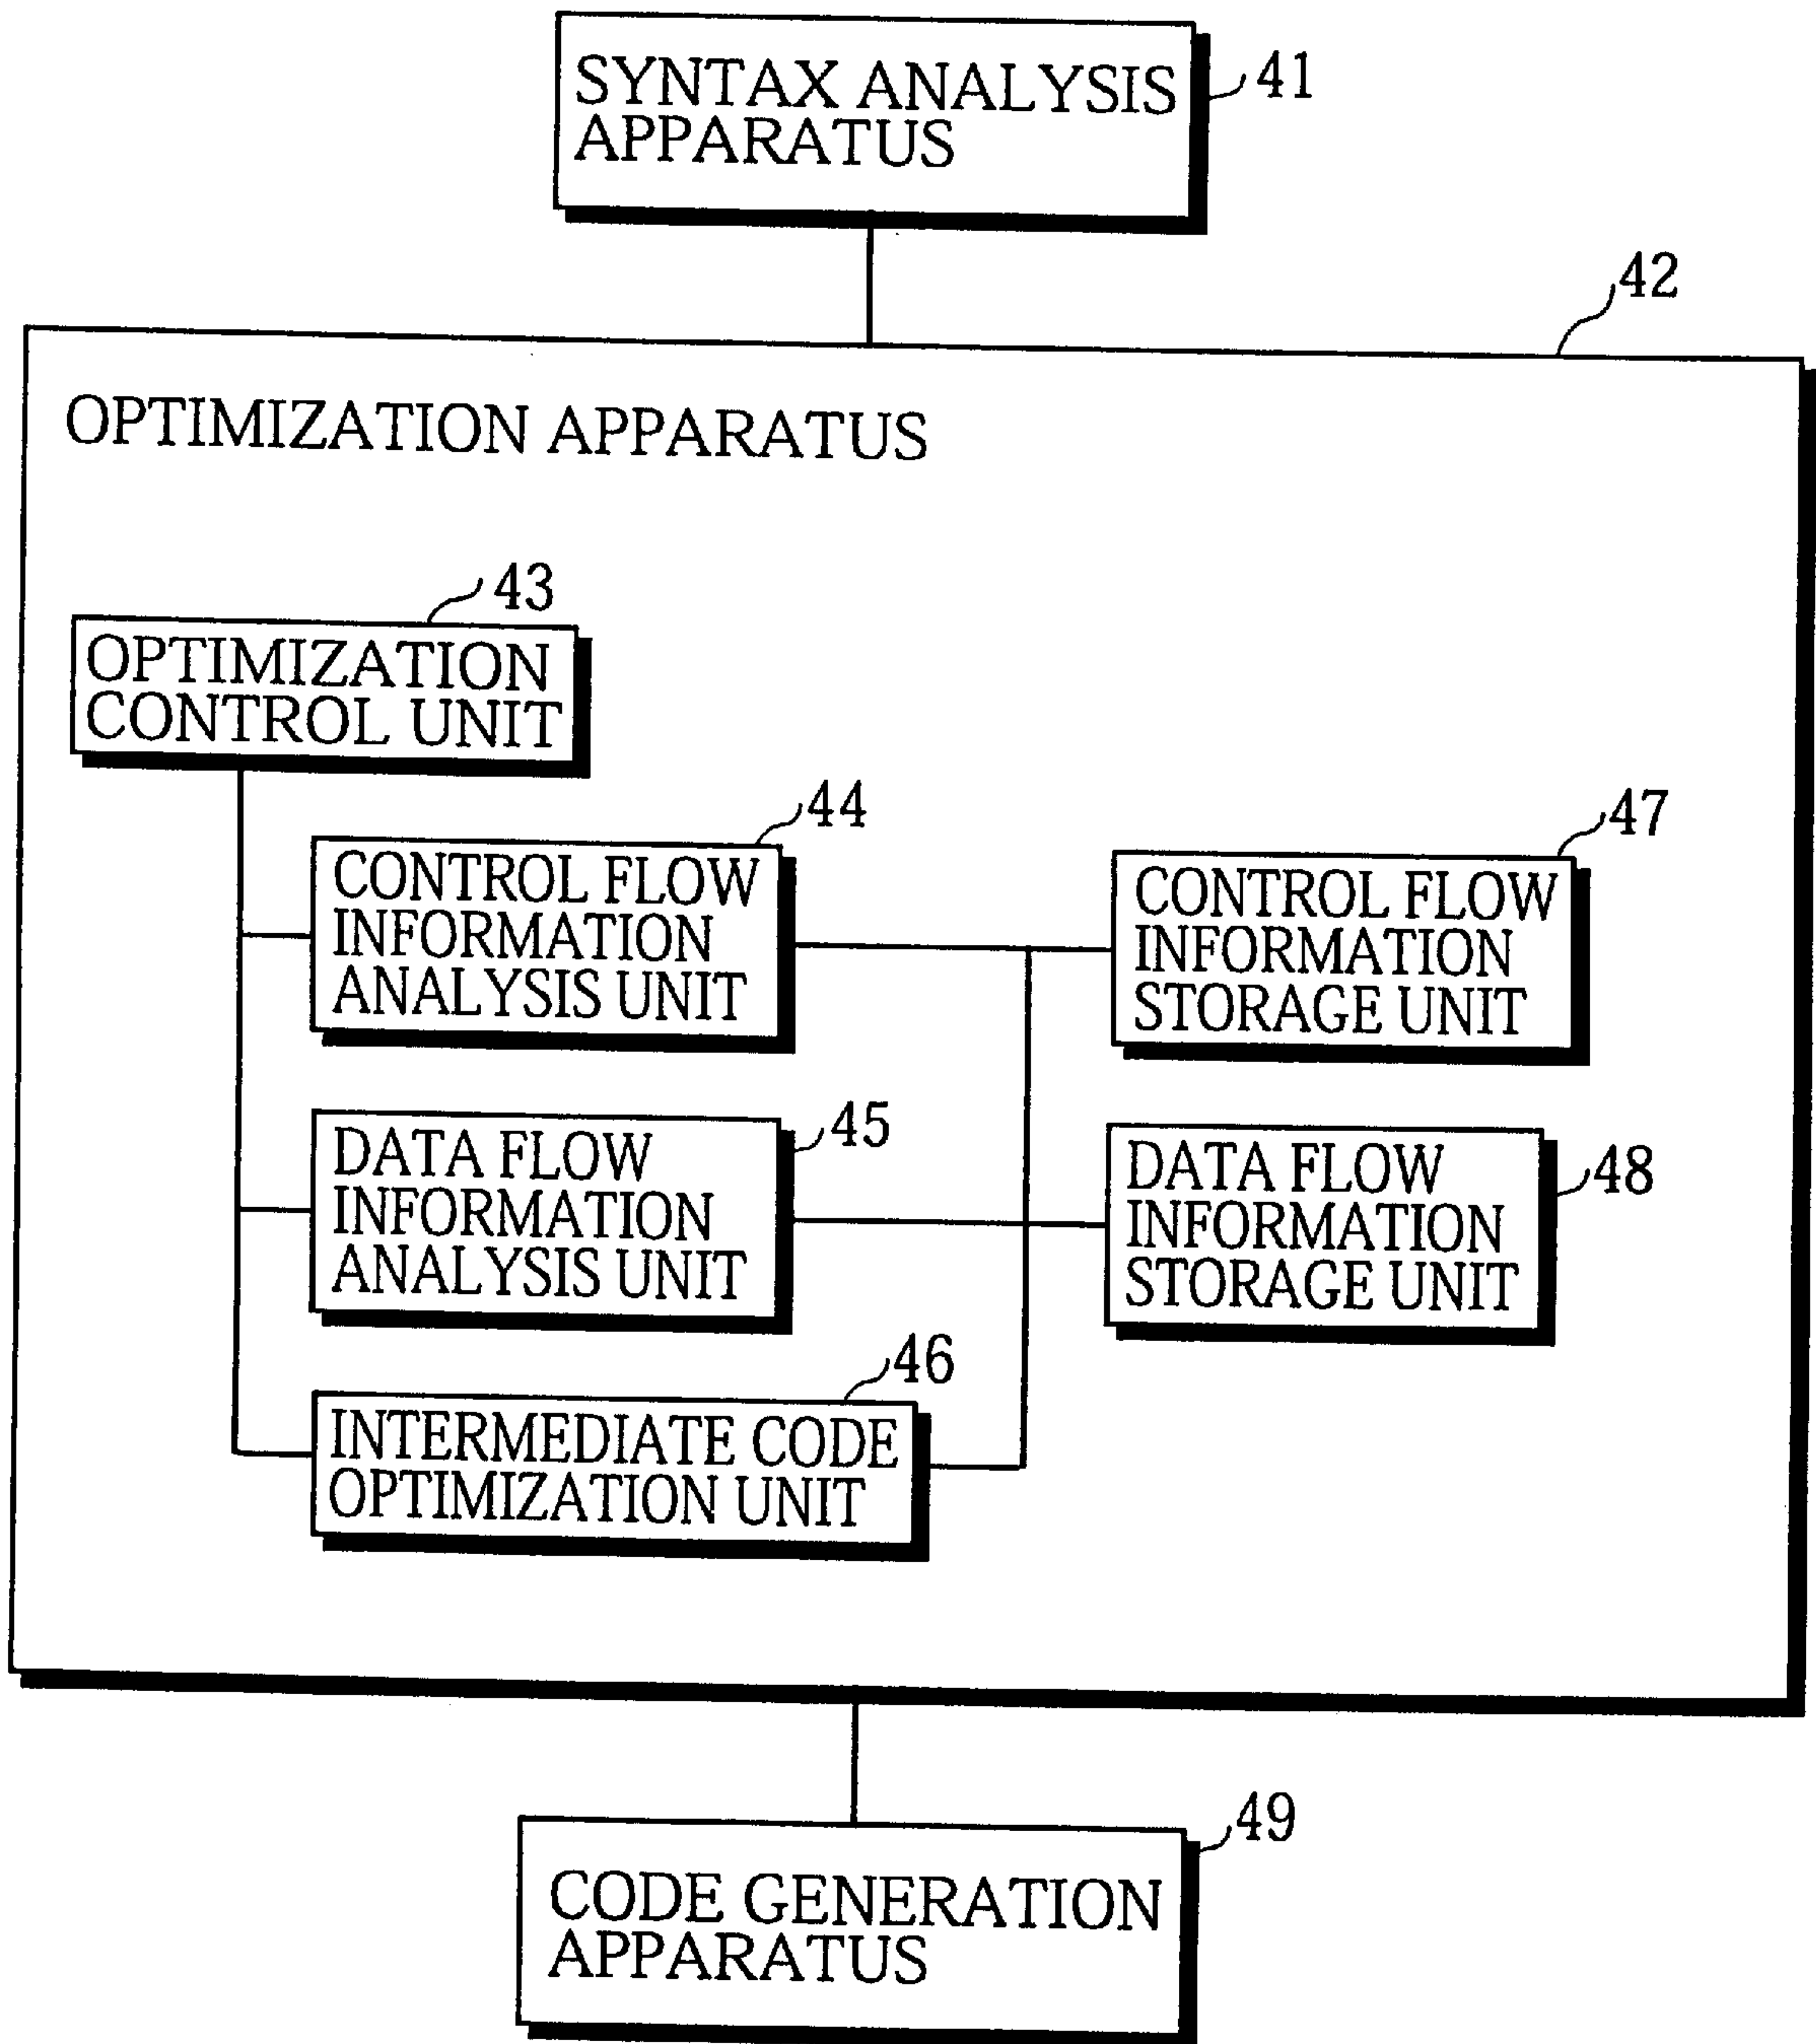 SYNTAX ANALYSIS
APPARATUS
41
42
OPTIMIZATION APPARATUS
43
OPTIMIZATION
CONTROL UNIT
44
CONTROL FLOW
INFORMATION
ANALYSIS UNIT
47
CONTROL FLOW
INFORMATION
STORAGE UNIT
45
DATA FLOW
INFORMATION
ANALYSIS UNIT
48
DATA FLOW
INFORMATION
STORAGE UNIT
46
INTERMEDIATE CODE
OPTIMIZATION UNIT
49
CODE GENERATION
APPARATUS